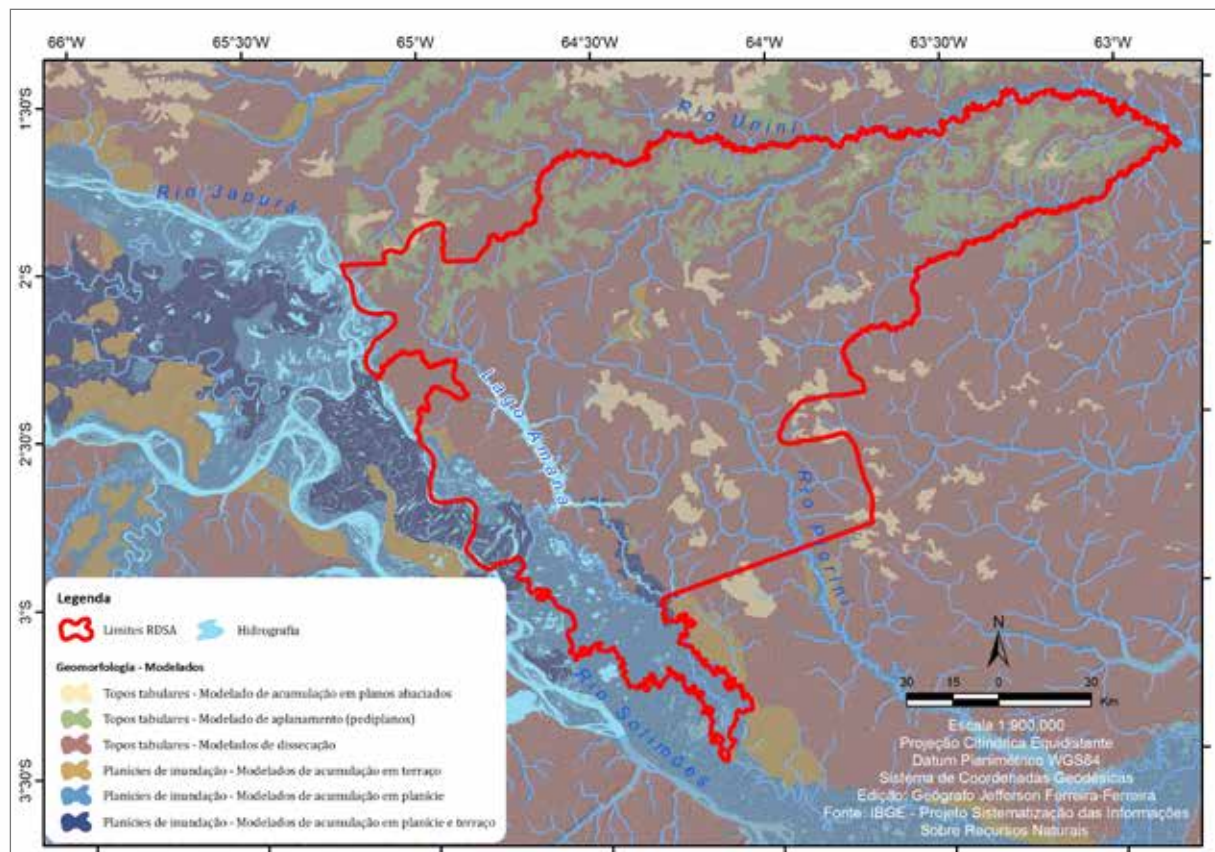 66°W 65°30'W 65°W 64°30'W 64°W 63°30'W 63°W
1°30'S
2°S
2°30'S
3°S
3°30'S
Rio Unini
Rio Japurá
Lago Amanã
Rio Solimões
Legenda
Limites RDSA Hidrografia
Geomorfologia - Modelados
Topos tabulares - Modelado de acumulação em planos abaciados
Topos tabulares - Modelado de aplanamento (pediplanos)
Topos tabulares - Modelados de dissecação
Planícies de inundação - Modelados de acumulação em terraço
Planícies de inundação - Modelados de acumulação em planície
Planícies de inundação - Modelados de acumulação em planície e terraço
N
30 15 0 30
Km
Escala 1:900.000
Projeção Cilíndrica Equidistante
Datum Planimétrico WGS84
Sistema de Coordenadas Geodésicas
Edição: Geógrafo Jefferson Ferreira-Ferreira
Fonte: IBGE - Projeto Sistematização das Informações
Sobre Recursos Naturais